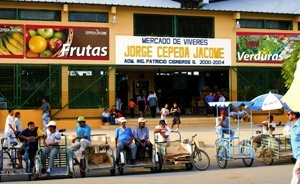 Frutas
MERCADO DE VIVERES
JORGE CEPEDA JACOME
ADM. ING. PATRICIO CISNEROS G. 2000-2004
Verduras